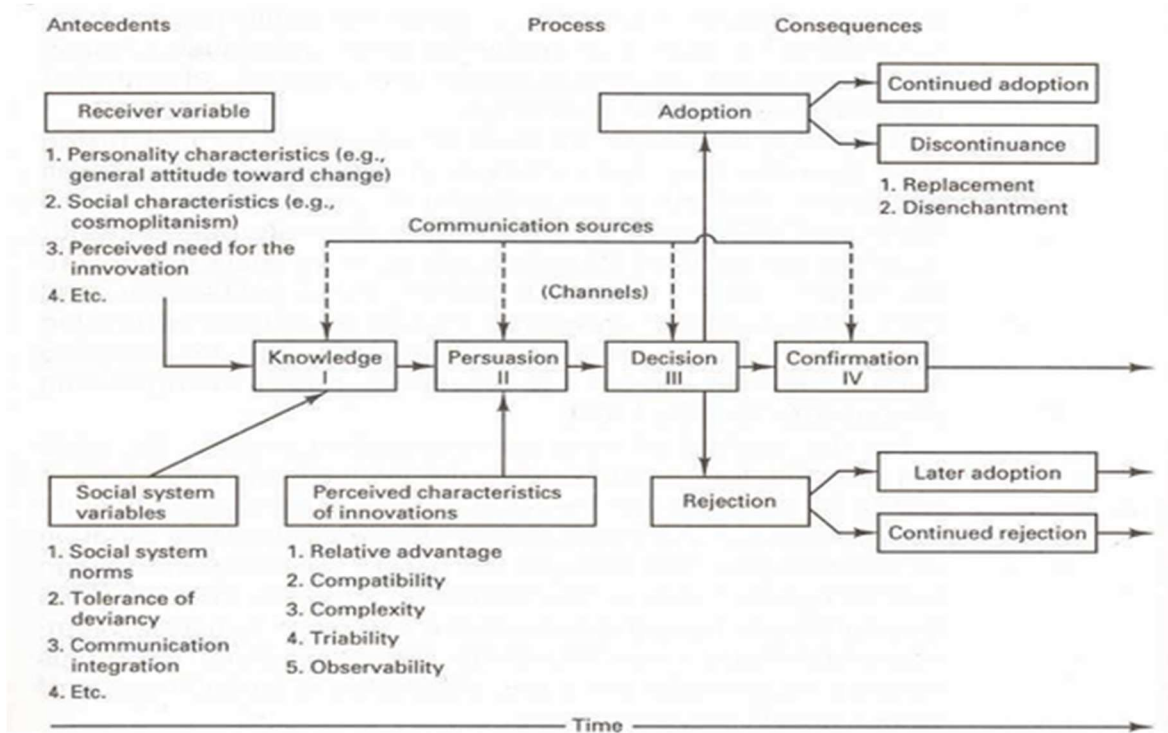 Antecedents
Process
Consequences
Receiver variable
1. Personality characteristics (e.g.,
general attitude toward change)
2. Social characteristics (e.g.,
cosmoplitanism)
3. Perceived need for the
innvovation
4. Etc.
Adoption
Continued adoption
Discontinuance
1. Replacement
2. Disenchantment
Communication sources
(Channels)
Knowledge
I
Persuasion
II
Decision
III
Confirmation
IV
Social system
variables
1. Social system
norms
2. Tolerance of
deviancy
3. Communication
integration
4. Etc.
Perceived characteristics
of innovations
1. Relative advantage
2. Compatibility
3. Complexity
4. Triability
5. Observability
Rejection
Later adoption
Continued rejection
Time